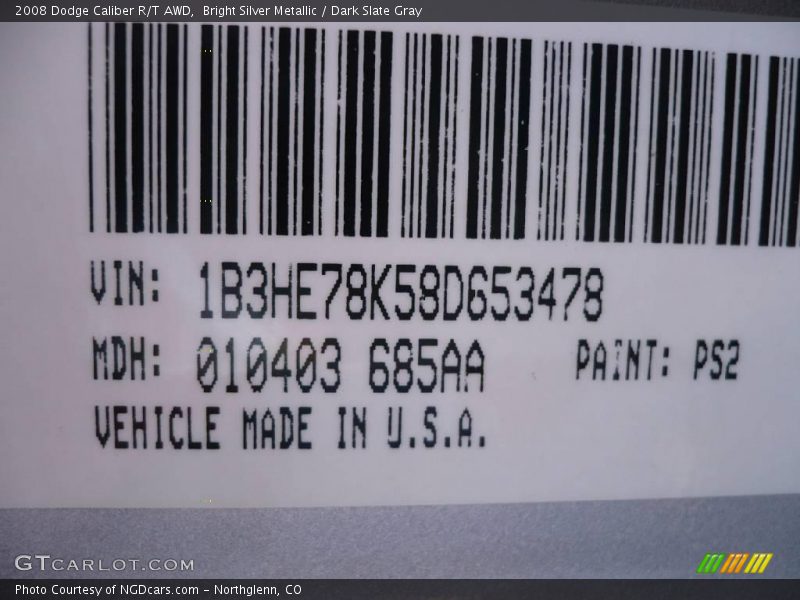 2008 Dodge Caliber R/T AWD,  Bright Silver Metallic / Dark Slate Gray
VIN: 1B3HE78K58D653478
MDH: 010403 685AA PAINT: PS2
VEHICLE MADE IN U.S.A.
GTCARLOT.COM
Photo Courtesy of NGDcars.com - Northglenn, CO